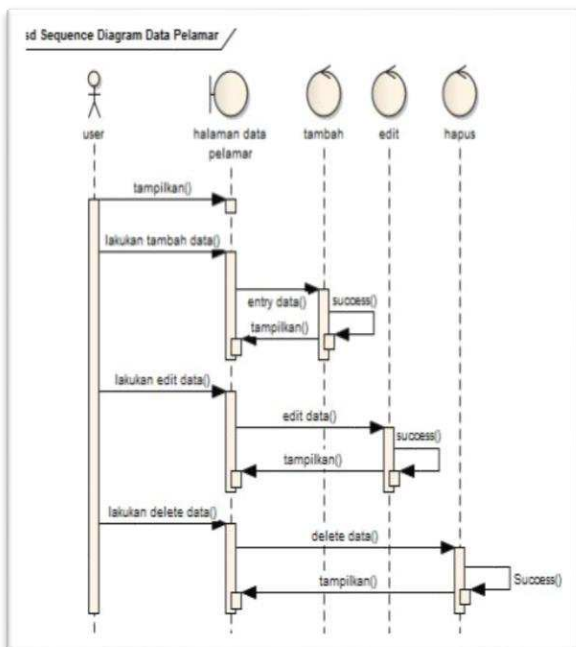 sd Sequence Diagram Data Pelamar
user
halaman data
pelamar
tambah
edit
hapus
tampilkan()
lakukan tambah data()
entry data()
success()
tampilkan()
lakukan edit data()
edit data()
success()
tampilkan()
lakukan delete data()
delete data()
tampilkan()
Success()